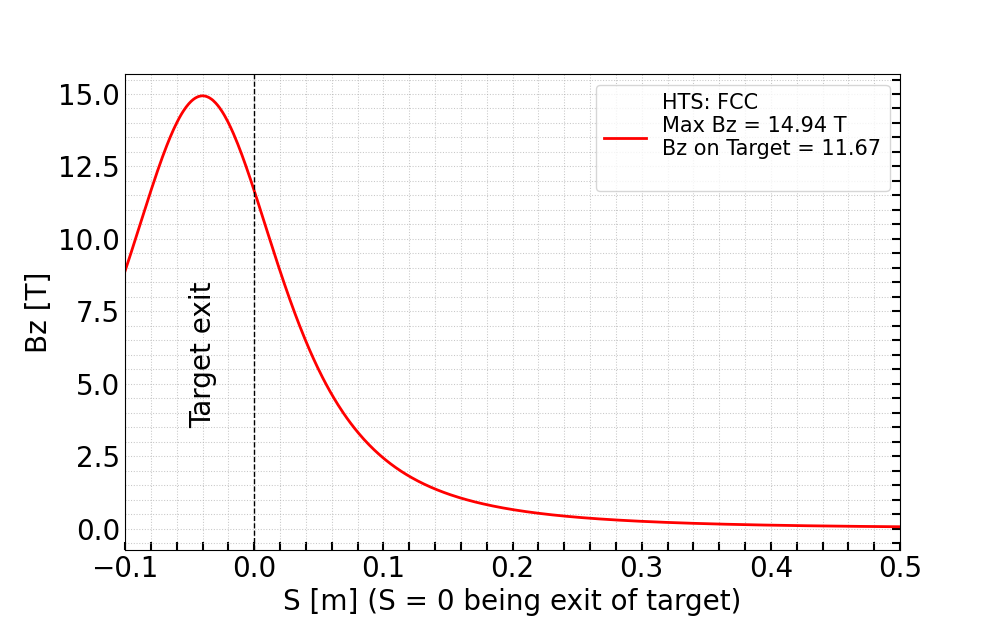 HTS: FCC
Max Bz = 14.94 T
Bz on Target = 11.67
15.0
12.5
10.0
7.5
5.0
2.5
0.0
Bz [T]
Target exit
−0.1 0.0 0.1 0.2 0.3 0.4 0.5
S [m] (S = 0 being exit of target)